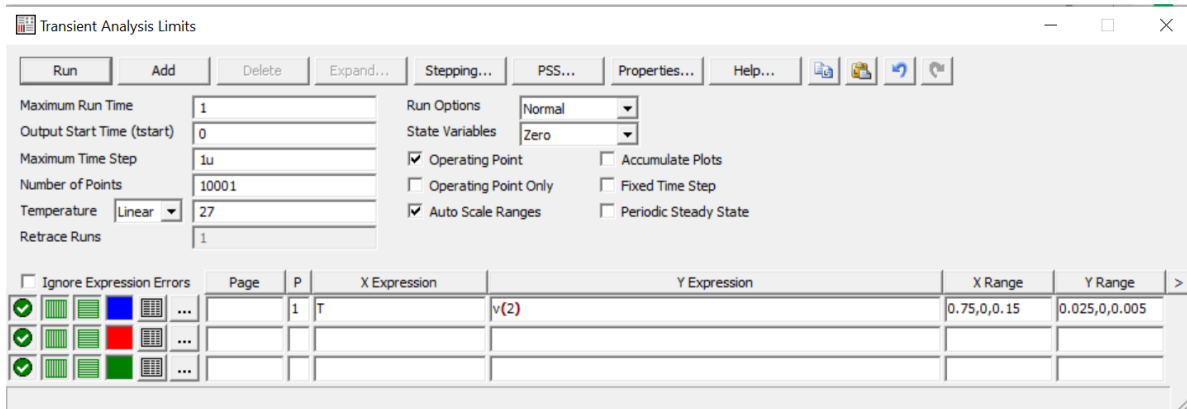 Transient Analysis Limits
Run Add Delete Expand... Stepping... PSS... Properties... Help...
Maximum Run Time 1 Run Options Normal
Output Start Time (tstart) 0 State Variables Zero
Maximum Time Step 1u Operating Point Accumulate Plots
Number of Points 10001 Operating Point Only Fixed Time Step
Temperature Linear 27 Auto Scale Ranges Periodic Steady State
Retrace Runs 1
Ignore Expression Errors Page P X Expression Y Expression X Range Y Range >
... 1 T v(2) 0.75,0,0.15 0.025,0,0.005
...
...